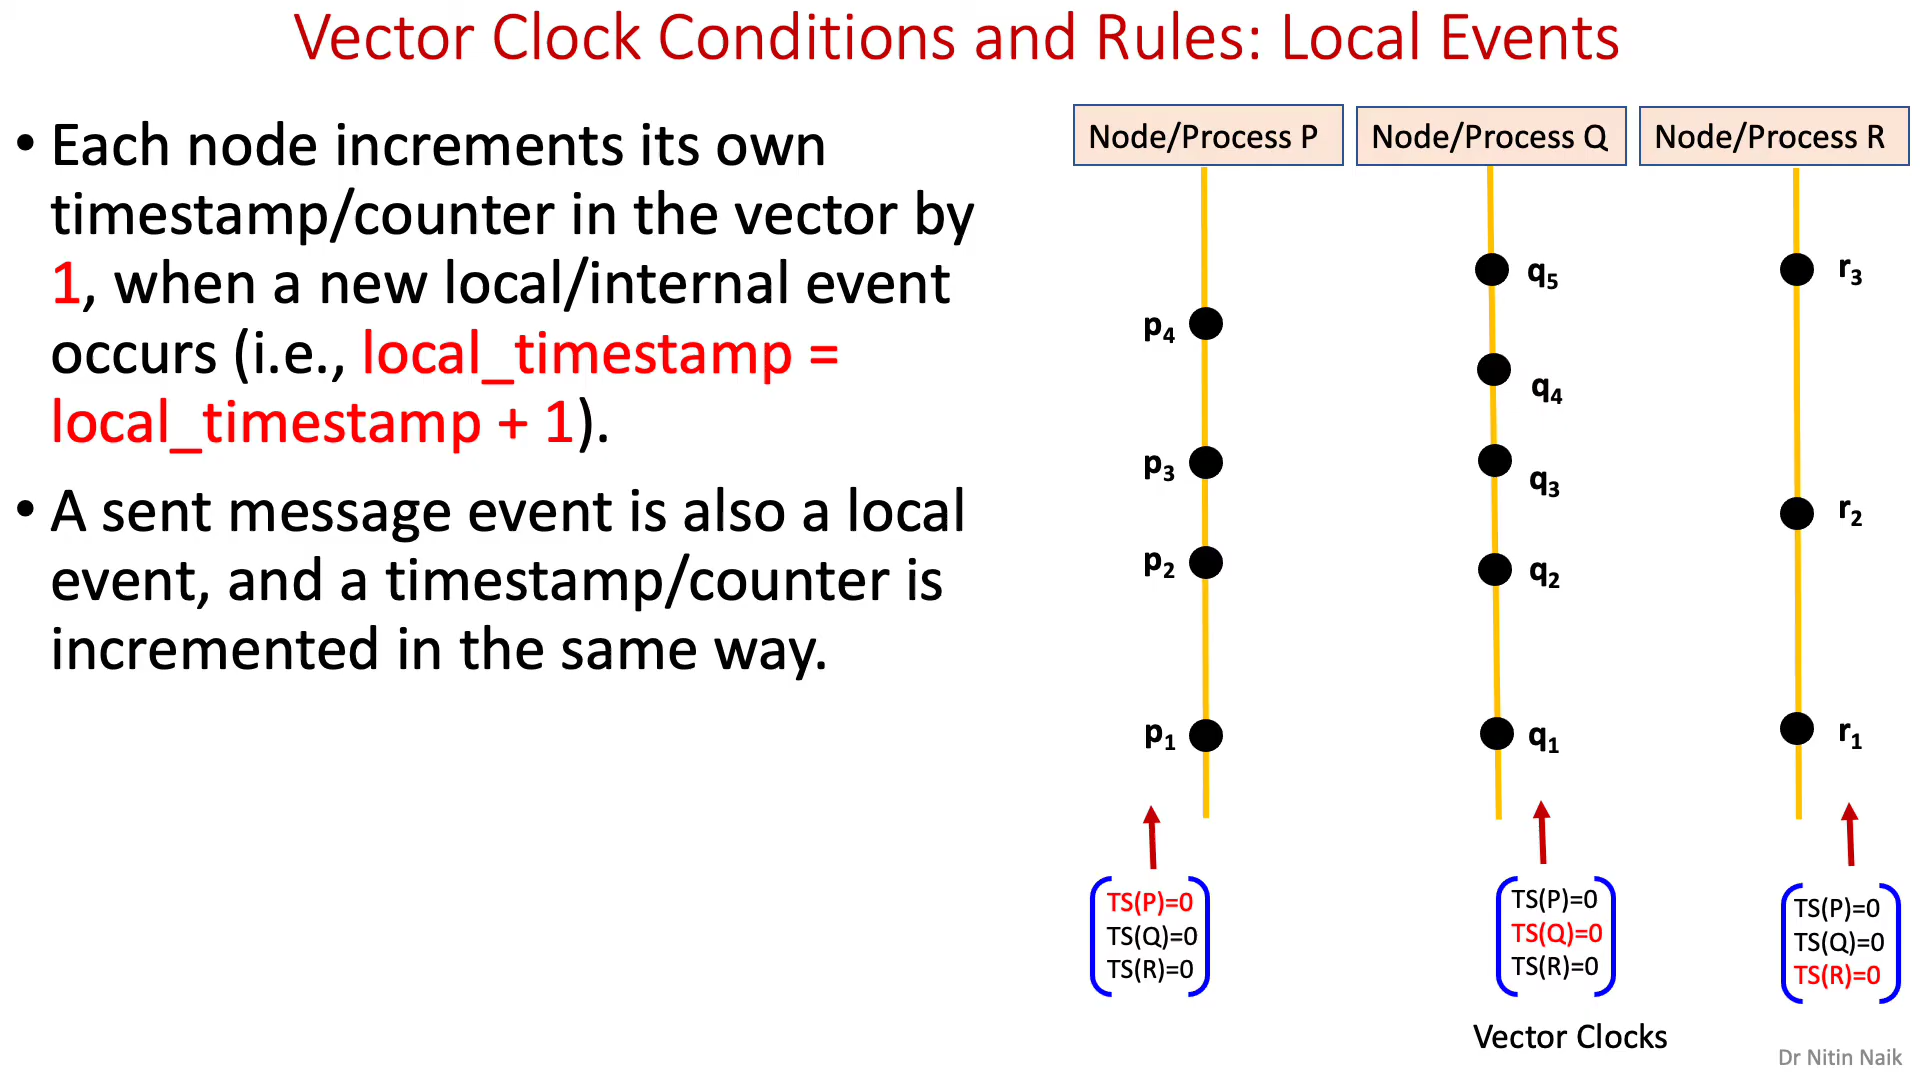 Vector Clock Conditions and Rules: Local Events
• Each node increments its own
timestamp/counter in the vector by
1, when a new local/internal event
occurs (i.e., local_timestamp =
local_timestamp + 1).
• A sent message event is also a local
event, and a timestamp/counter is
incremented in the same way.
Node/Process P
Node/Process Q
Node/Process R
p4
p3
p2
p1
q5
q4
q3
q2
q1
r3
r2
r1
TS(P)=0
TS(Q)=0
TS(R)=0
TS(P)=0
TS(Q)=0
TS(R)=0
TS(P)=0
TS(Q)=0
TS(R)=0
Vector Clocks
Dr Nitin Naik